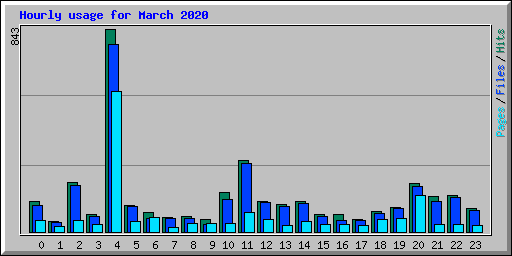 Hourly usage for March 2020
843
Pages / Files / Hits
0 1 2 3 4 5 6 7 8 9 10 11 12 13 14 15 16 17 18 19 20 21 22 23